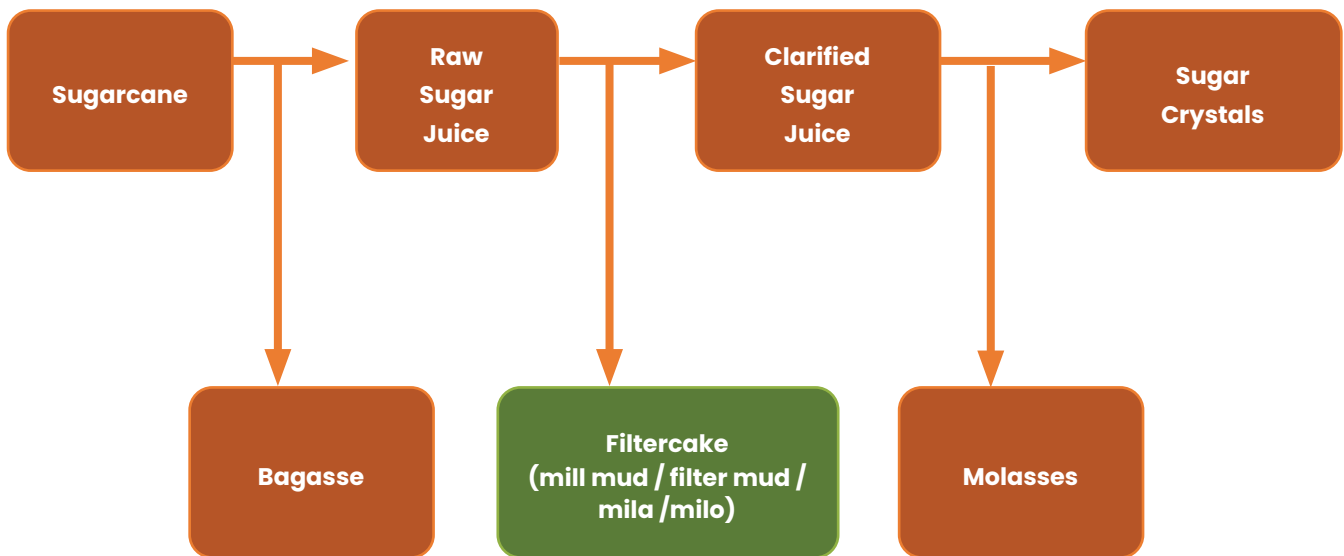 Sugarcane
Raw
Sugar
Juice
Clarified
Sugar
Juice
Sugar
Crystals
Bagasse
Filtercake
(mill mud / filter mud /
mila /milo)
Molasses